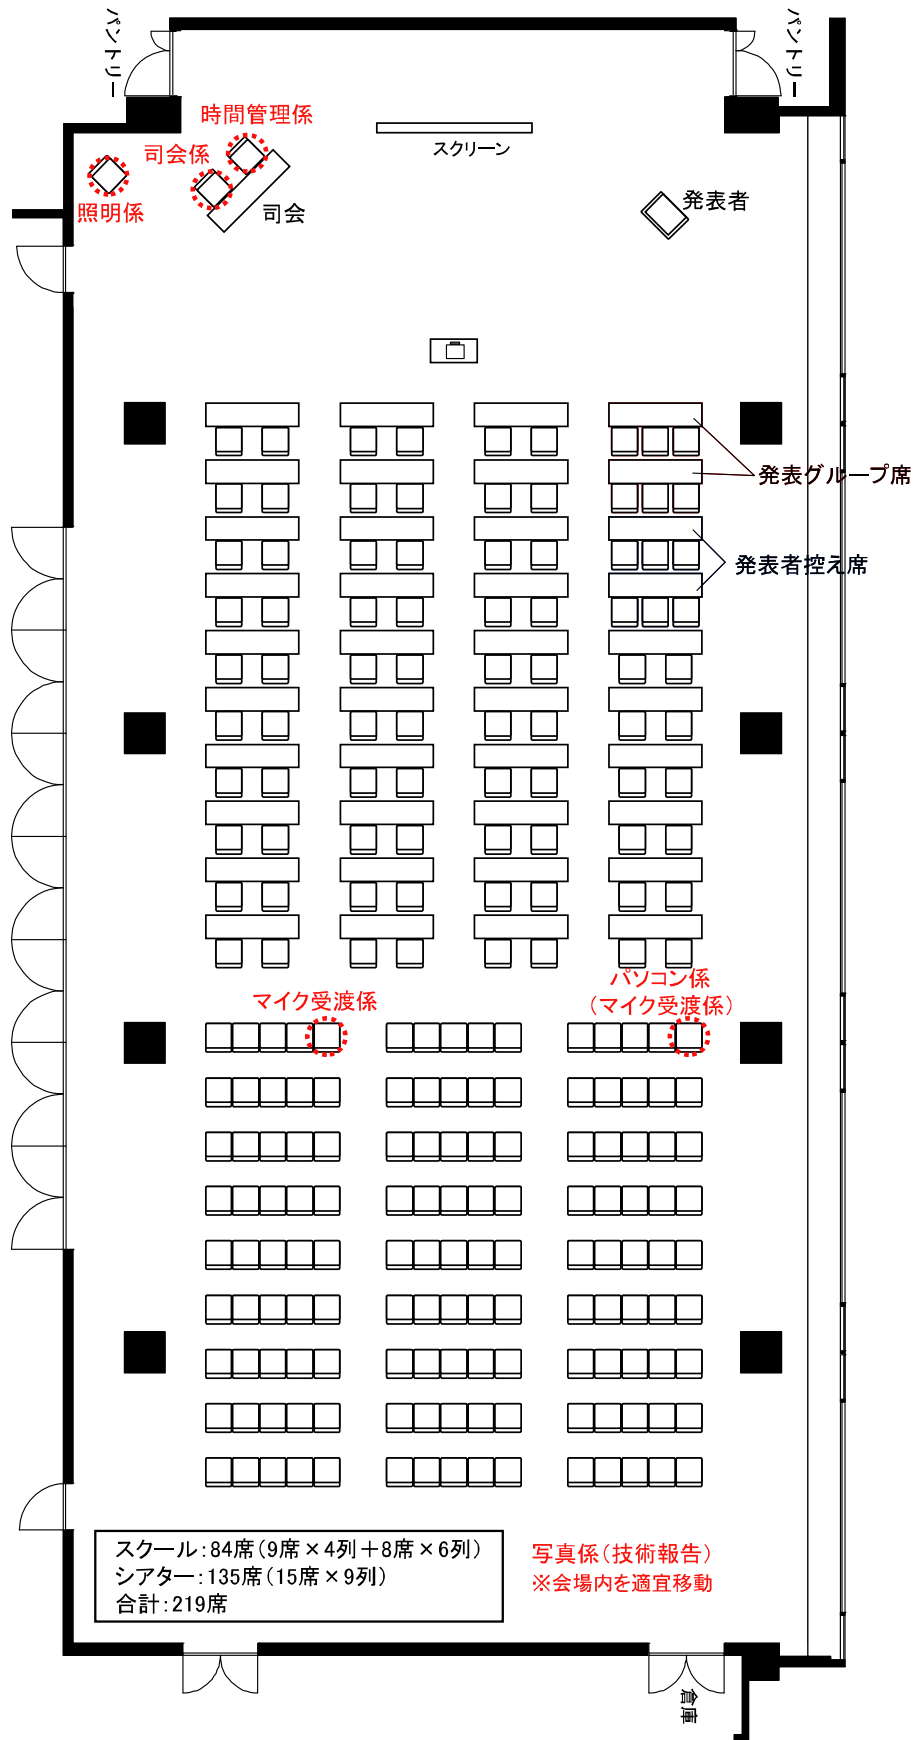 パントリー
パントリー
時間管理係
スクリーン
司会係
発表者
照明係
司会
発表グループ席
発表者控え席
パソコン係
マイク受渡係
（マイク受渡係）
スクール：84席（9席×4列＋8席×6列）
シアター：135席（15席×9列）
合計：219席
写真係（技術報告）
※会場内を適宜移動
倉庫